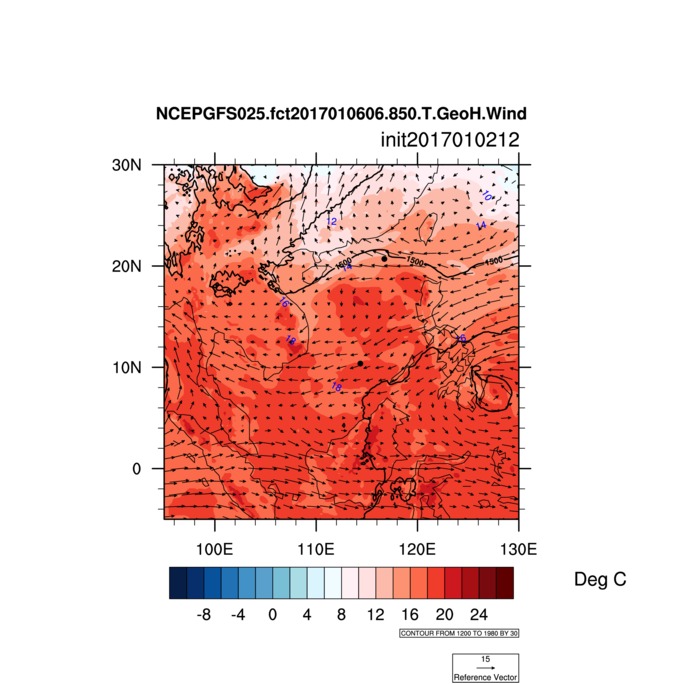 NCEPGFS025.fct2017010606.850.T.GeoH.Wind
init2017010212
30N
20N
10N
0
10
12
14
1500
1500
1500
16
18
16
18
100E
110E
120E
130E
-8 -4 0 4 8 12 16 20 24
Deg C
CONTOUR FROM 1200 TO 1980 BY 30
15
Reference Vector